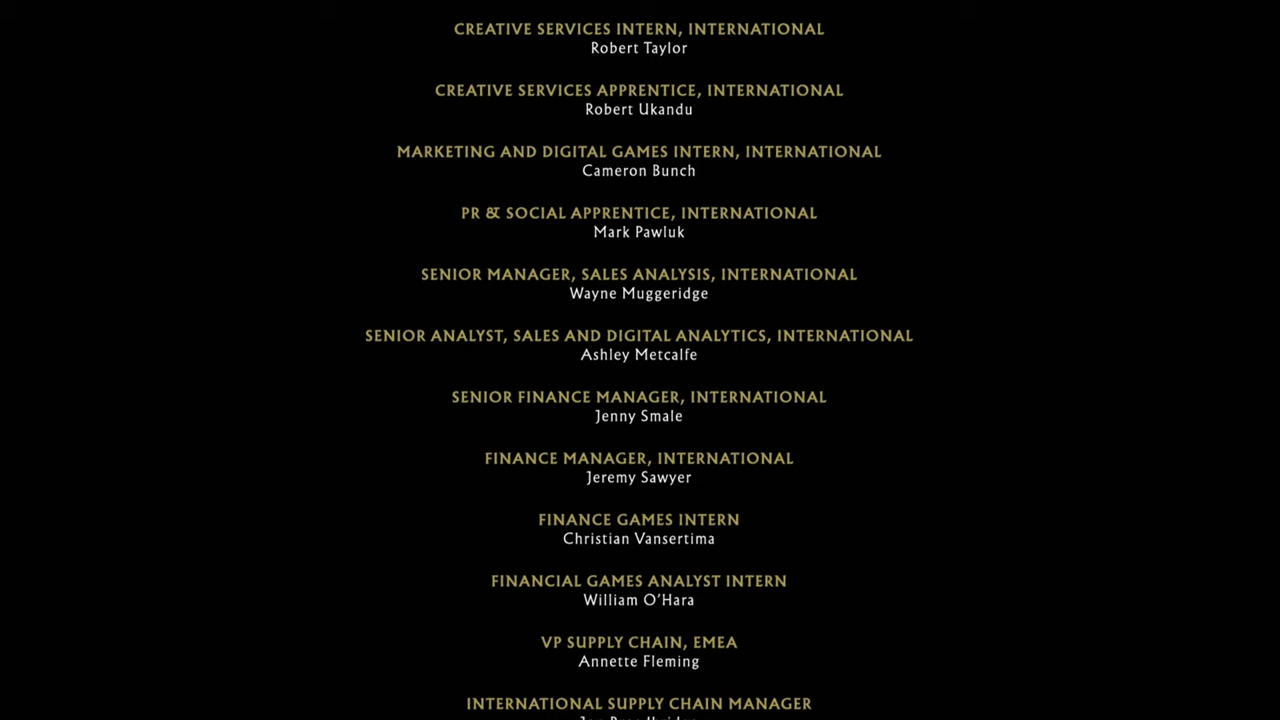 CREATIVE SERVICES INTERN, INTERNATIONAL
Robert Taylor
CREATIVE SERVICES APPRENTICE, INTERNATIONAL
Robert Ukandu
MARKETING AND DIGITAL GAMES INTERN, INTERNATIONAL
Cameron Bunch
PR & SOCIAL APPRENTICE, INTERNATIONAL
Mark Pawluk
SENIOR MANAGER, SALES ANALYSIS, INTERNATIONAL
Wayne Muggeridge
SENIOR ANALYST, SALES AND DIGITAL ANALYTICS, INTERNATIONAL
Ashley Metcalfe
SENIOR FINANCE MANAGER, INTERNATIONAL
Jenny Smale
FINANCE MANAGER, INTERNATIONAL
Jeremy Sawyer
FINANCE GAMES INTERN
Christian Vansertima
FINANCIAL GAMES ANALYST INTERN
William O'Hara
VP SUPPLY CHAIN, EMEA
Annette Fleming
INTERNATIONAL SUPPLY CHAIN MANAGER